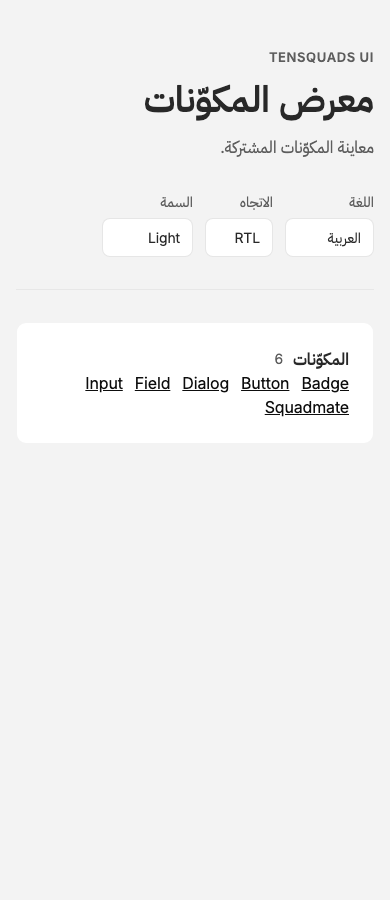 TENSQUADS UI
معرض المكوّنات
معاينة المكوّنات المشتركة.
اللغة الاتجاه السمة
العربية RTL Light
المكوّنات 6
Badge Button Dialog Field Input
Squadmate